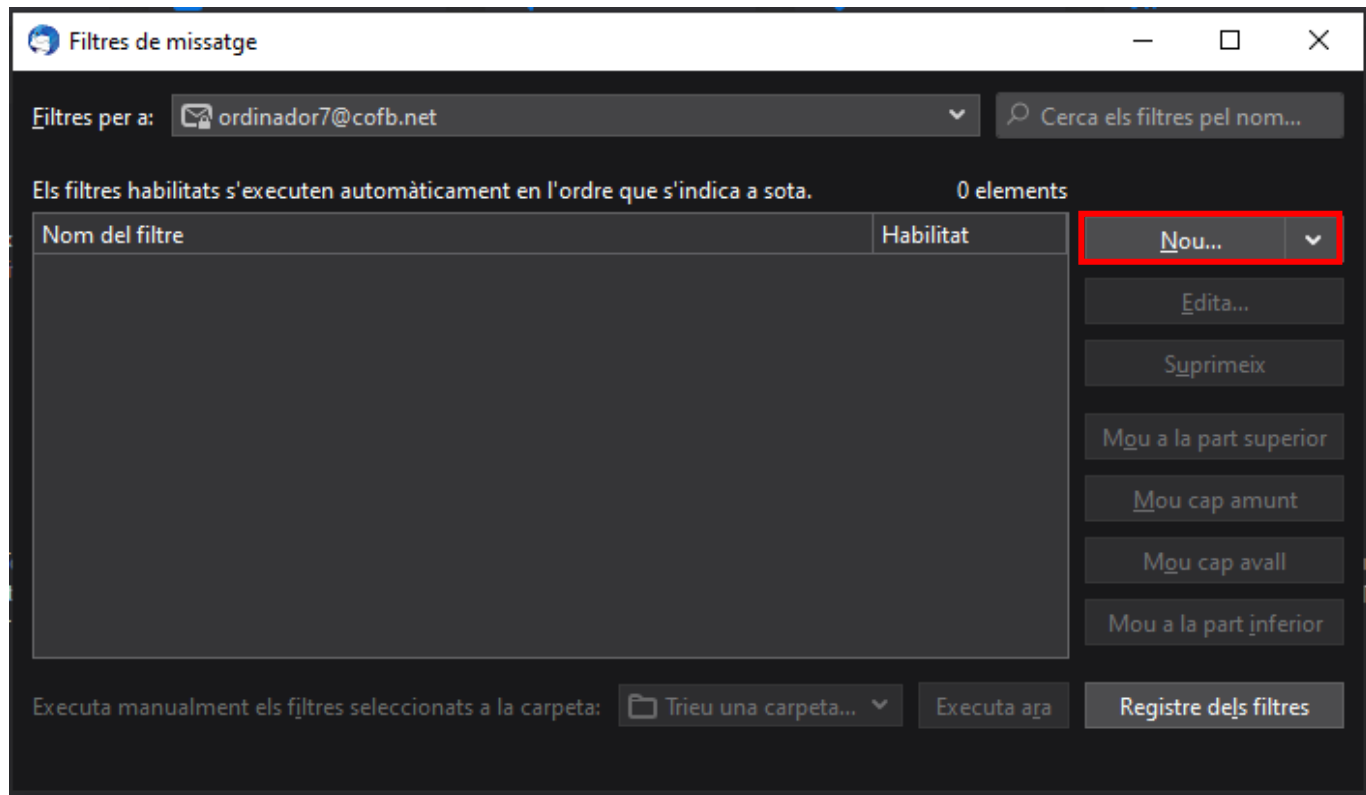 Filtres de missatge
Filtres per a: ordinador7@cofb.net Cerca els filtres pel nom...
Els filtres habilitats s'executen automàticament en l'ordre que s'indica a sota. 0 elements
Nom del filtre Habilitat
Nou...
Edita...
Suprimeix
Mou a la part superior
Mou cap amunt
Mou cap avall
Mou a la part inferior
Executa manualment els filtres seleccionats a la carpeta: Trieu una carpeta... Executa ara Registre dels filtres